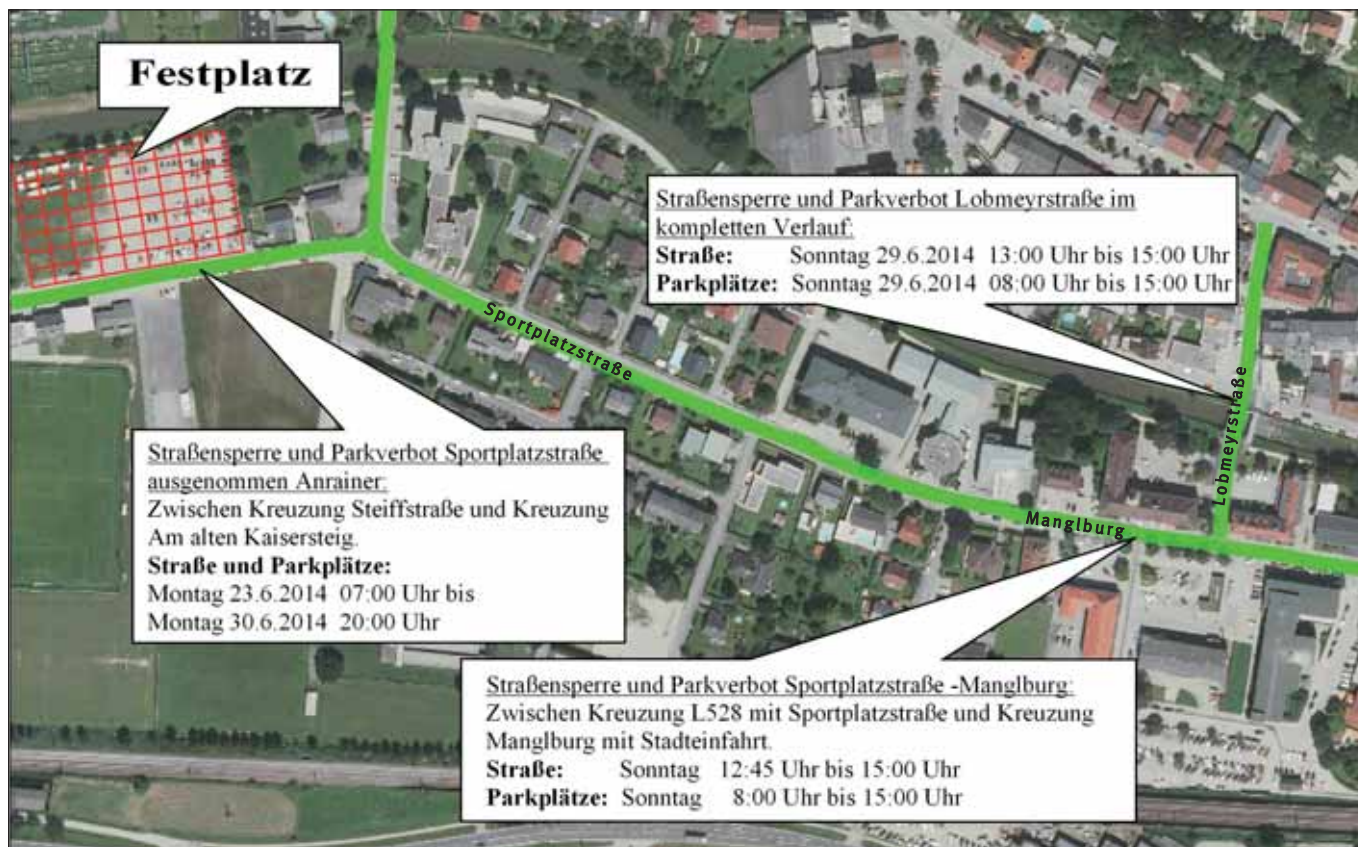 Festplatz
Straßensperre und Parkverbot Lobmeyrstraße im
kompletten Verlauf:
Straße: Sonntag 29.6.2014 13:00 Uhr bis 15:00 Uhr
Parkplätze: Sonntag 29.6.2014 08:00 Uhr bis 15:00 Uhr
Sportplatzstraße
Lobmeyrstraße
Straßensperre und Parkverbot Sportplatzstraße
ausgenommen Anrainer:
Zwischen Kreuzung Steiffstraße und Kreuzung
Am alten Kaisersteig.
Straße und Parkplätze:
Montag 23.6.2014 07:00 Uhr bis
Montag 30.6.2014 20:00 Uhr
Manglburg
Straßensperre und Parkverbot Sportplatzstraße -Manglburg:
Zwischen Kreuzung L528 mit Sportplatzstraße und Kreuzung
Manglburg mit Stadteinfahrt.
Straße: Sonntag 12:45 Uhr bis 15:00 Uhr
Parkplätze: Sonntag 8:00 Uhr bis 15:00 Uhr